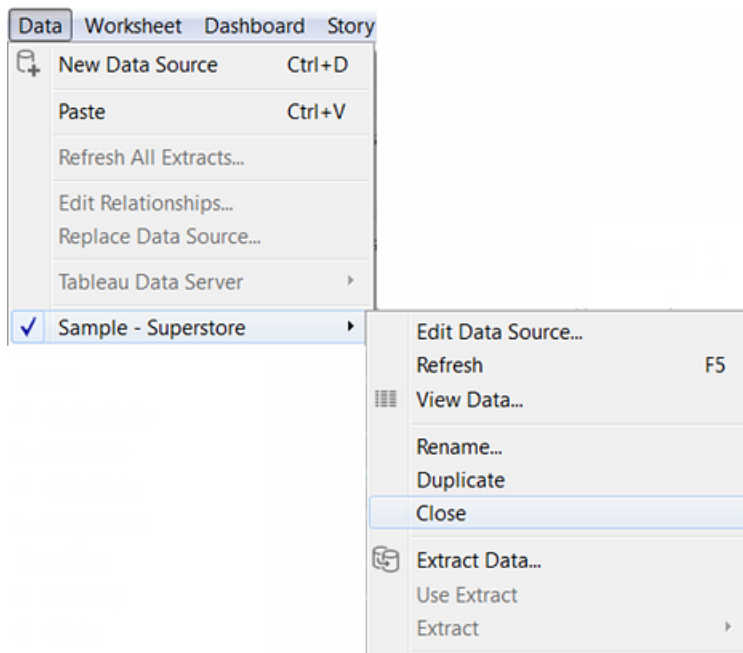 Data Worksheet Dashboard Story
New Data Source Ctrl+D
Paste Ctrl+V
Refresh All Extracts...
Edit Relationships...
Replace Data Source...
Tableau Data Server
Sample - Superstore
Edit Data Source...
Refresh F5
View Data...
Rename...
Duplicate
Close
Extract Data...
Use Extract
Extract